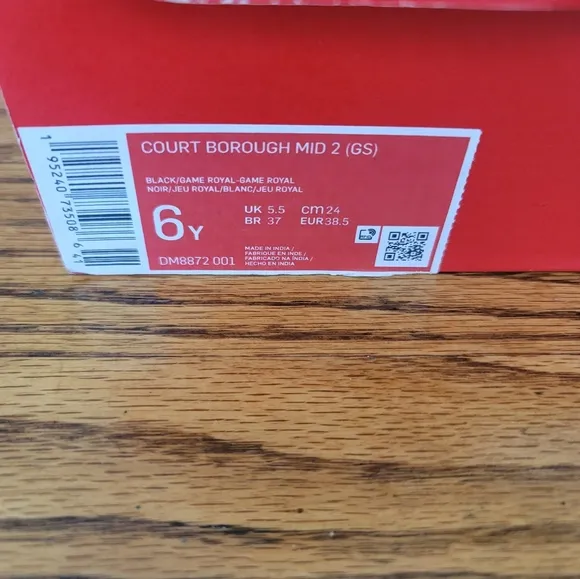 COURT BOROUGH MID 2 (GS)
BLACK/GAME ROYAL-GAME ROYAL
NOIR/JEU ROYAL/BLANC/JEU ROYAL
6Y
UK 5.5 cm 24
BR 37 EUR 38.5
DM8872 001
MADE IN INDIA /
FABRIQUÉ EN INDE /
FABRICADO NA ÍNDIA /
HECHO EN INDIA
1 95240 73508 6 41